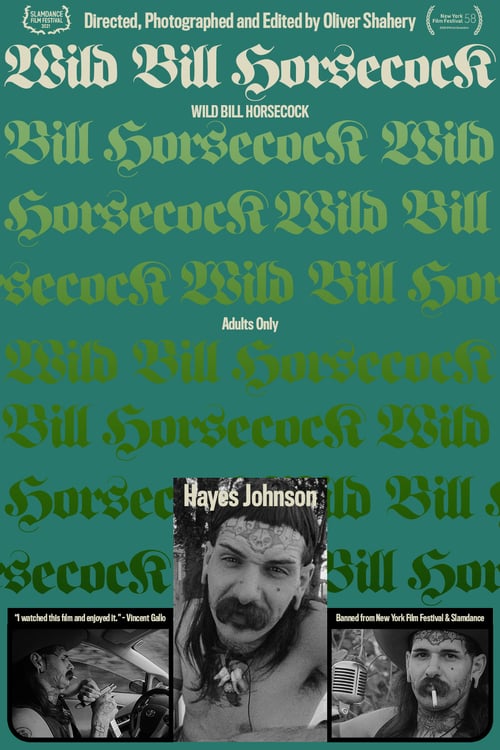 SLAMDANCE
FILM FESTIVAL
2021
Directed, Photographed and Edited by Oliver Shahery
New York
Film Festival 58
Wild Bill Horsecock
WILD BILL HORSECOCK
Bill Horsecock Wild
Horsecock Wild Bill
secock Wild Bill Hor
Adults Only
Wild Bill Horsecock
Bill Horsecock Wild
Horsec ld Bill
Hayes Johnson
secock Bill Hor
"I watched this film and enjoyed it." - Vincent Gallo
Banned from New York Film Festival & Slamdance